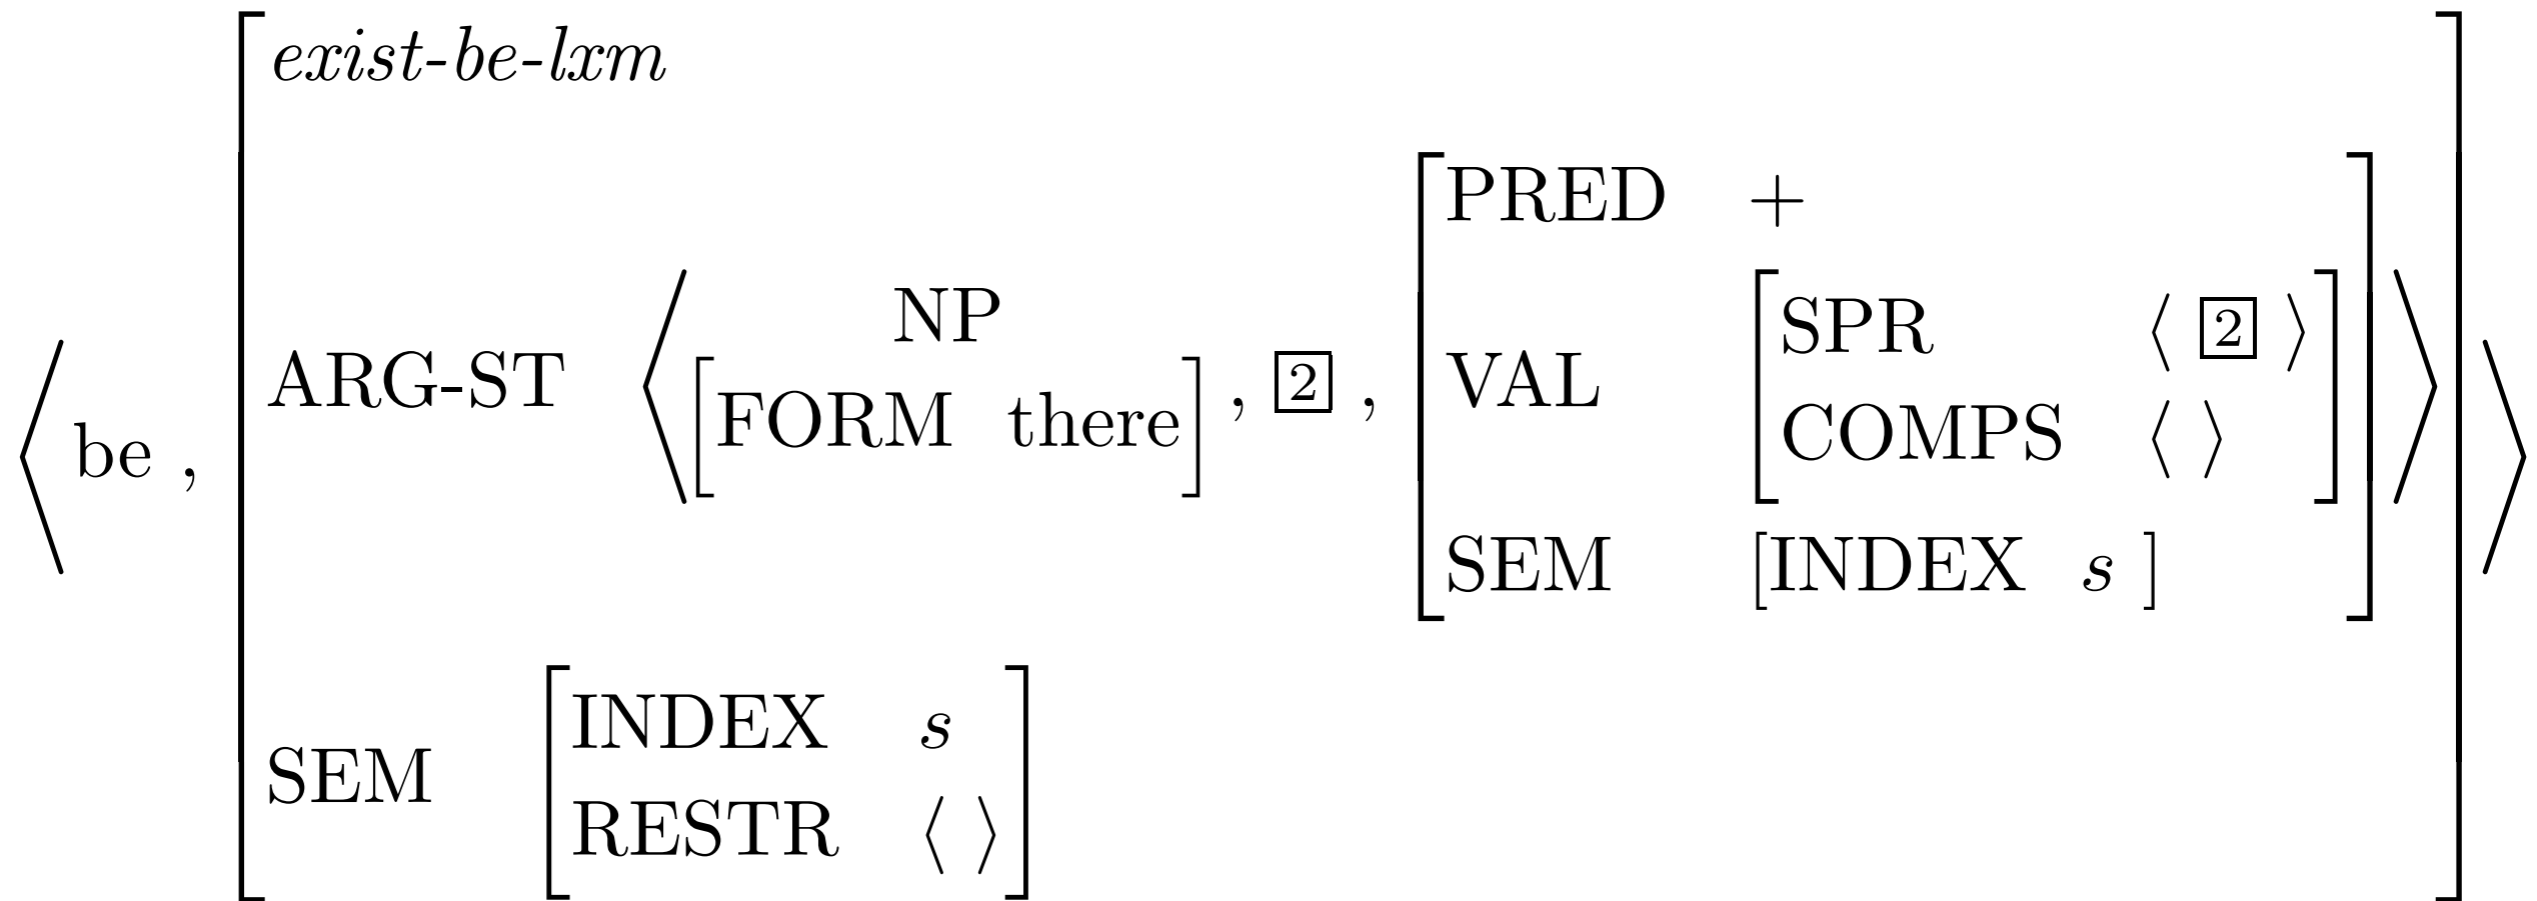 exist-be-lxm
PRED +
NP
SPR ⟨ 2 ⟩
ARG-ST ⟨ [FORM there] , 2 , VAL
COMPS ⟨ ⟩
⟨ be ,
SEM [INDEX s ] ⟩
INDEX s
SEM
RESTR ⟨ ⟩